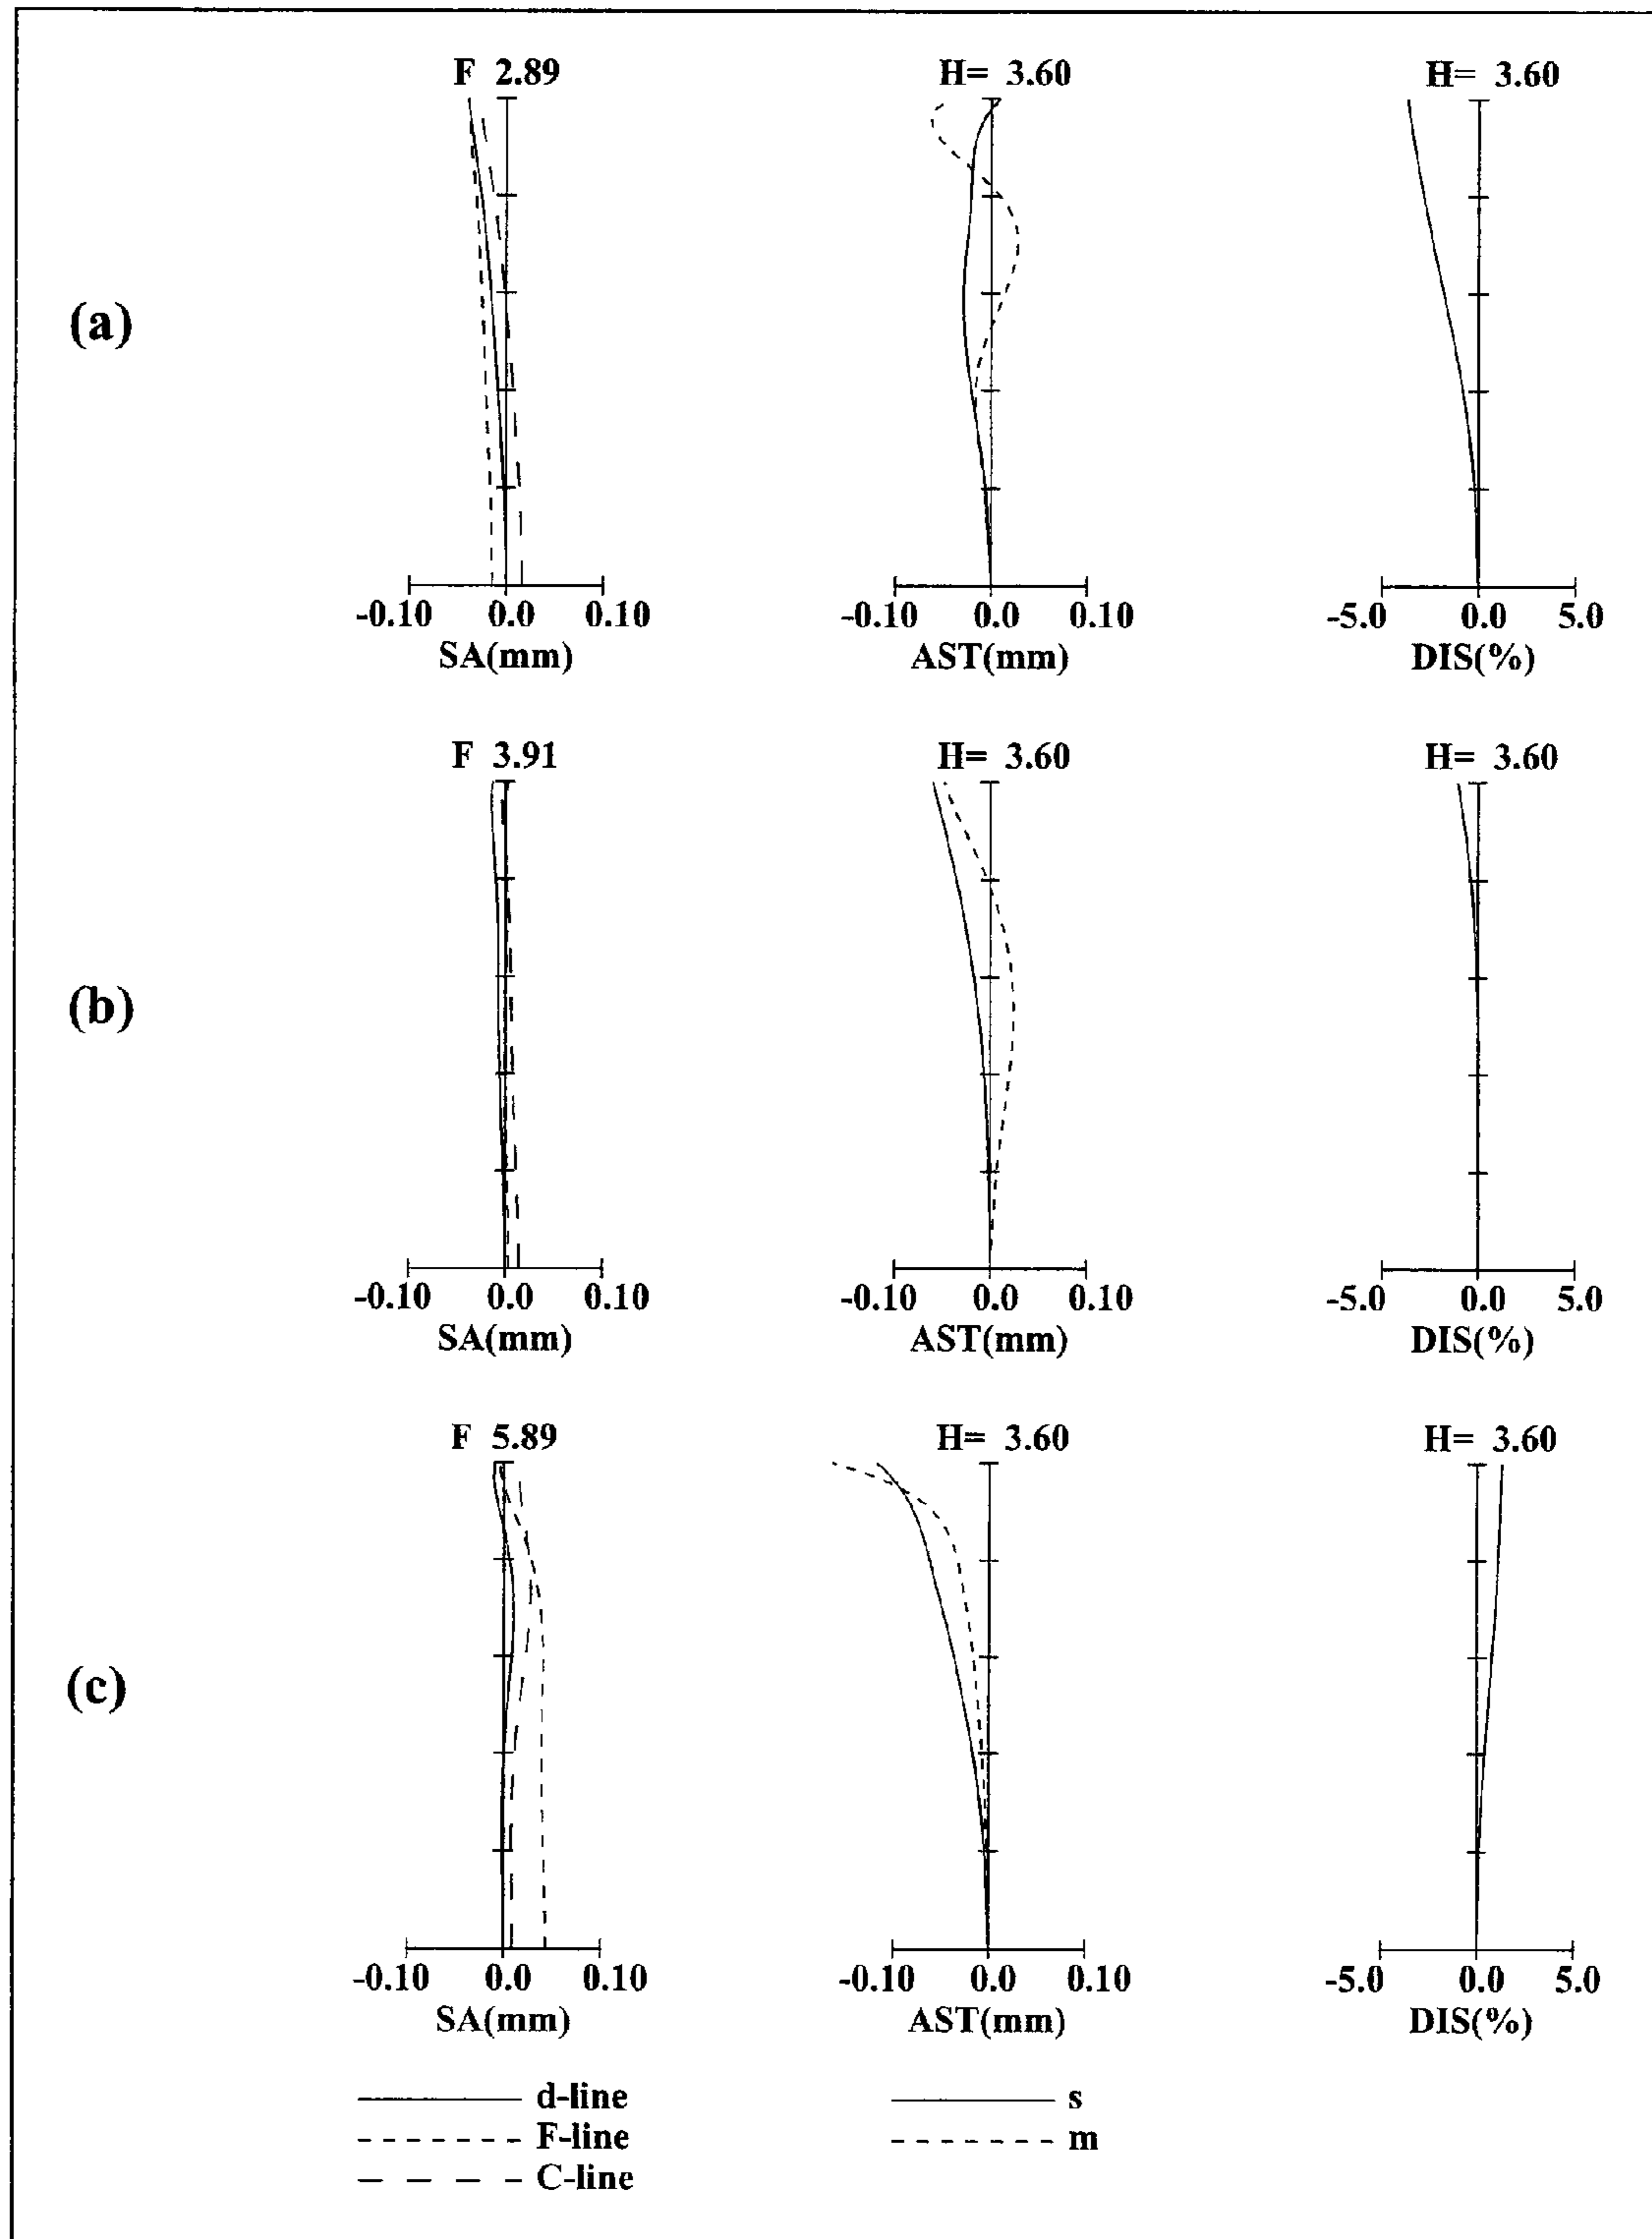 F 2.89 H= 3.60 H= 3.60
(a)
-0.10 0.0 0.10 -0.10 0.0 0.10 -5.0 0.0 5.0
SA(mm) AST(mm) DIS(%)
F 3.91 H= 3.60 H= 3.60
(b)
-0.10 0.0 0.10 -0.10 0.0 0.10 -5.0 0.0 5.0
SA(mm) AST(mm) DIS(%)
F 5.89 H= 3.60 H= 3.60
(c)
-0.10 0.0 0.10 -0.10 0.0 0.10 -5.0 0.0 5.0
SA(mm) AST(mm) DIS(%)
d-line s
F-line m
C-line